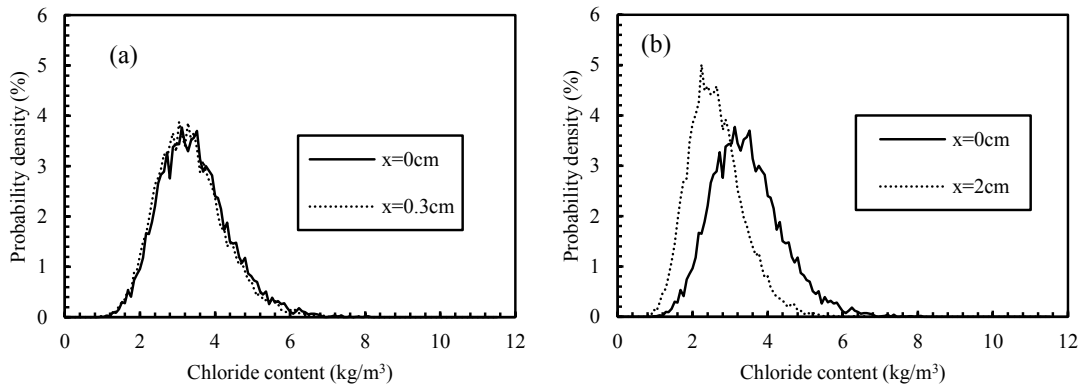 (a)
Probability density (%)
6
5
4
3
2
1
0
x=0cm
x=0.3cm
0 2 4 6 8 10 12
Chloride content (kg/m³)
(b)
Probability density (%)
6
5
4
3
2
1
0
x=0cm
x=2cm
0 2 4 6 8 10 12
Chloride content (kg/m³)